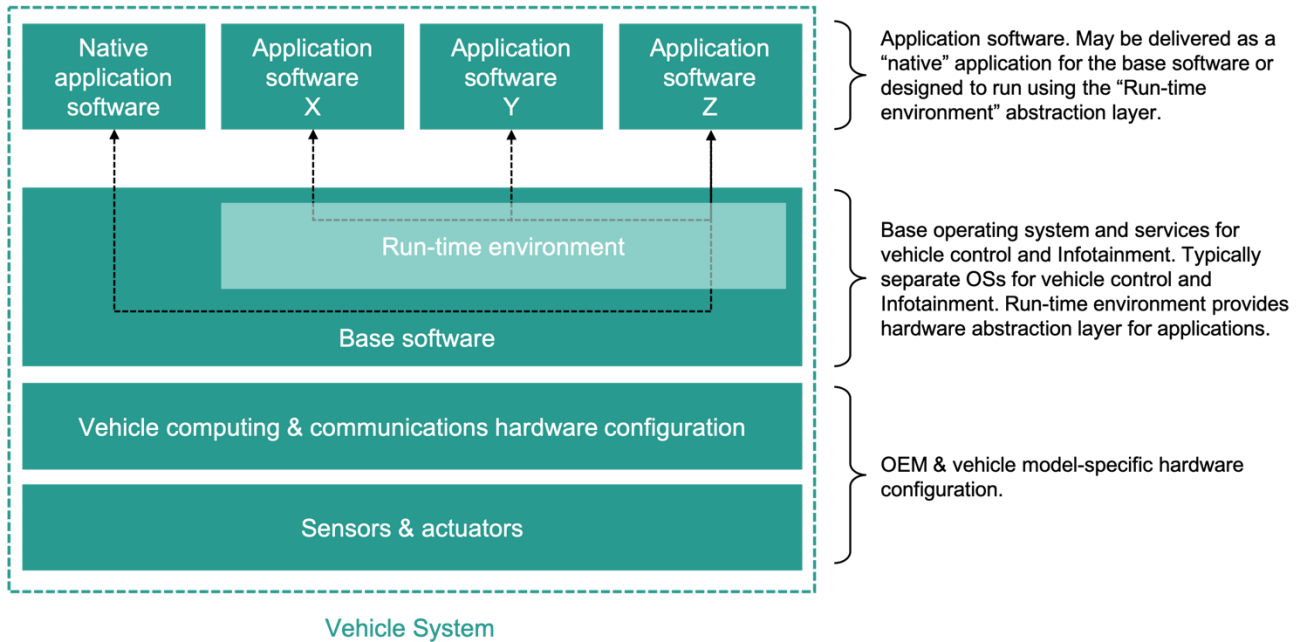 Native
application
software
Application
software
X
Application
software
Y
Application
software
Z
Application software. May be delivered as a
“native” application for the base software or
designed to run using the “Run-time
environment” abstraction layer.
Run-time environment
Base software
Base operating system and services for
vehicle control and Infotainment. Typically
separate OSs for vehicle control and
Infotainment. Run-time environment provides
hardware abstraction layer for applications.
Vehicle computing & communications hardware configuration
Sensors & actuators
OEM & vehicle model-specific hardware
configuration.
Vehicle System